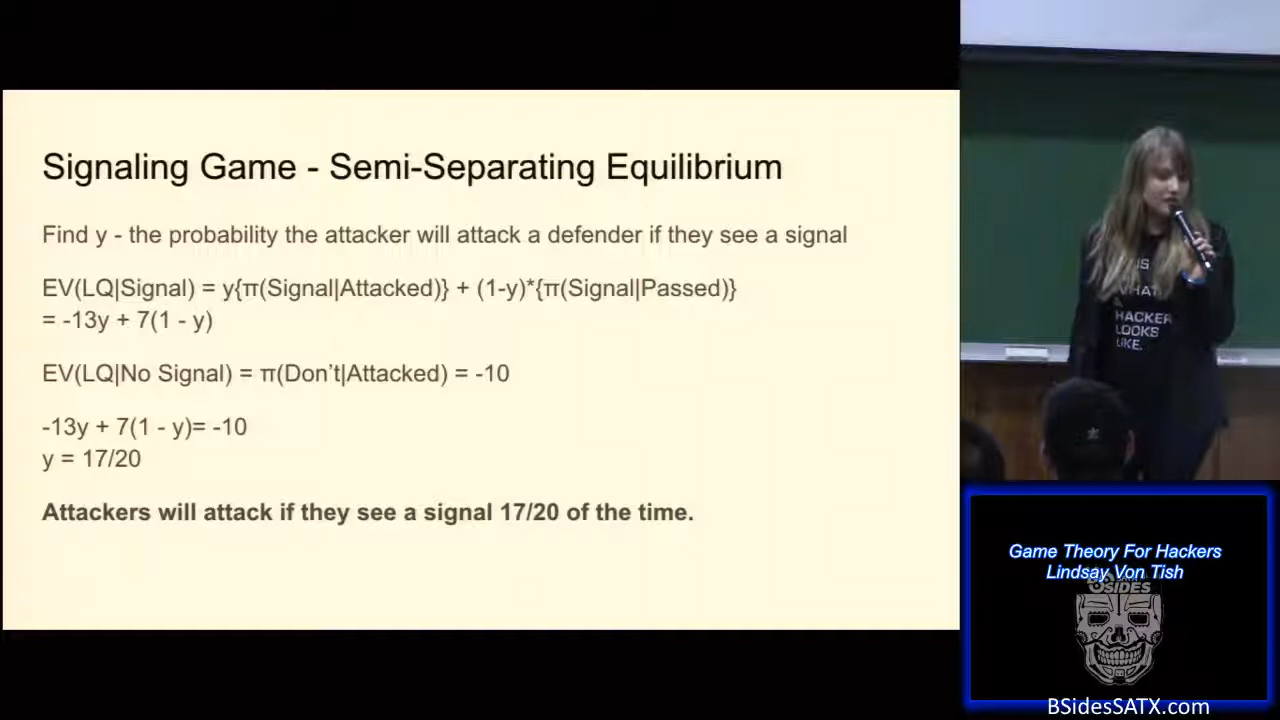 Signaling Game - Semi-Separating Equilibrium
Find y - the probability the attacker will attack a defender if they see a signal
EV(LQ|Signal) = y{π(Signal|Attacked)} + (1-y)*{π(Signal|Passed)}
= -13y + 7(1 - y)
EV(LQ|No Signal) = π(Don't|Attacked) = -10
-13y + 7(1 - y)= -10
y = 17/20
Attackers will attack if they see a signal 17/20 of the time.
IS
WHAT
A
HACKER
LOOKS
LIKE.
Game Theory For Hackers
Lindsay Von Tish
BSIDES
BSidesSATX.com